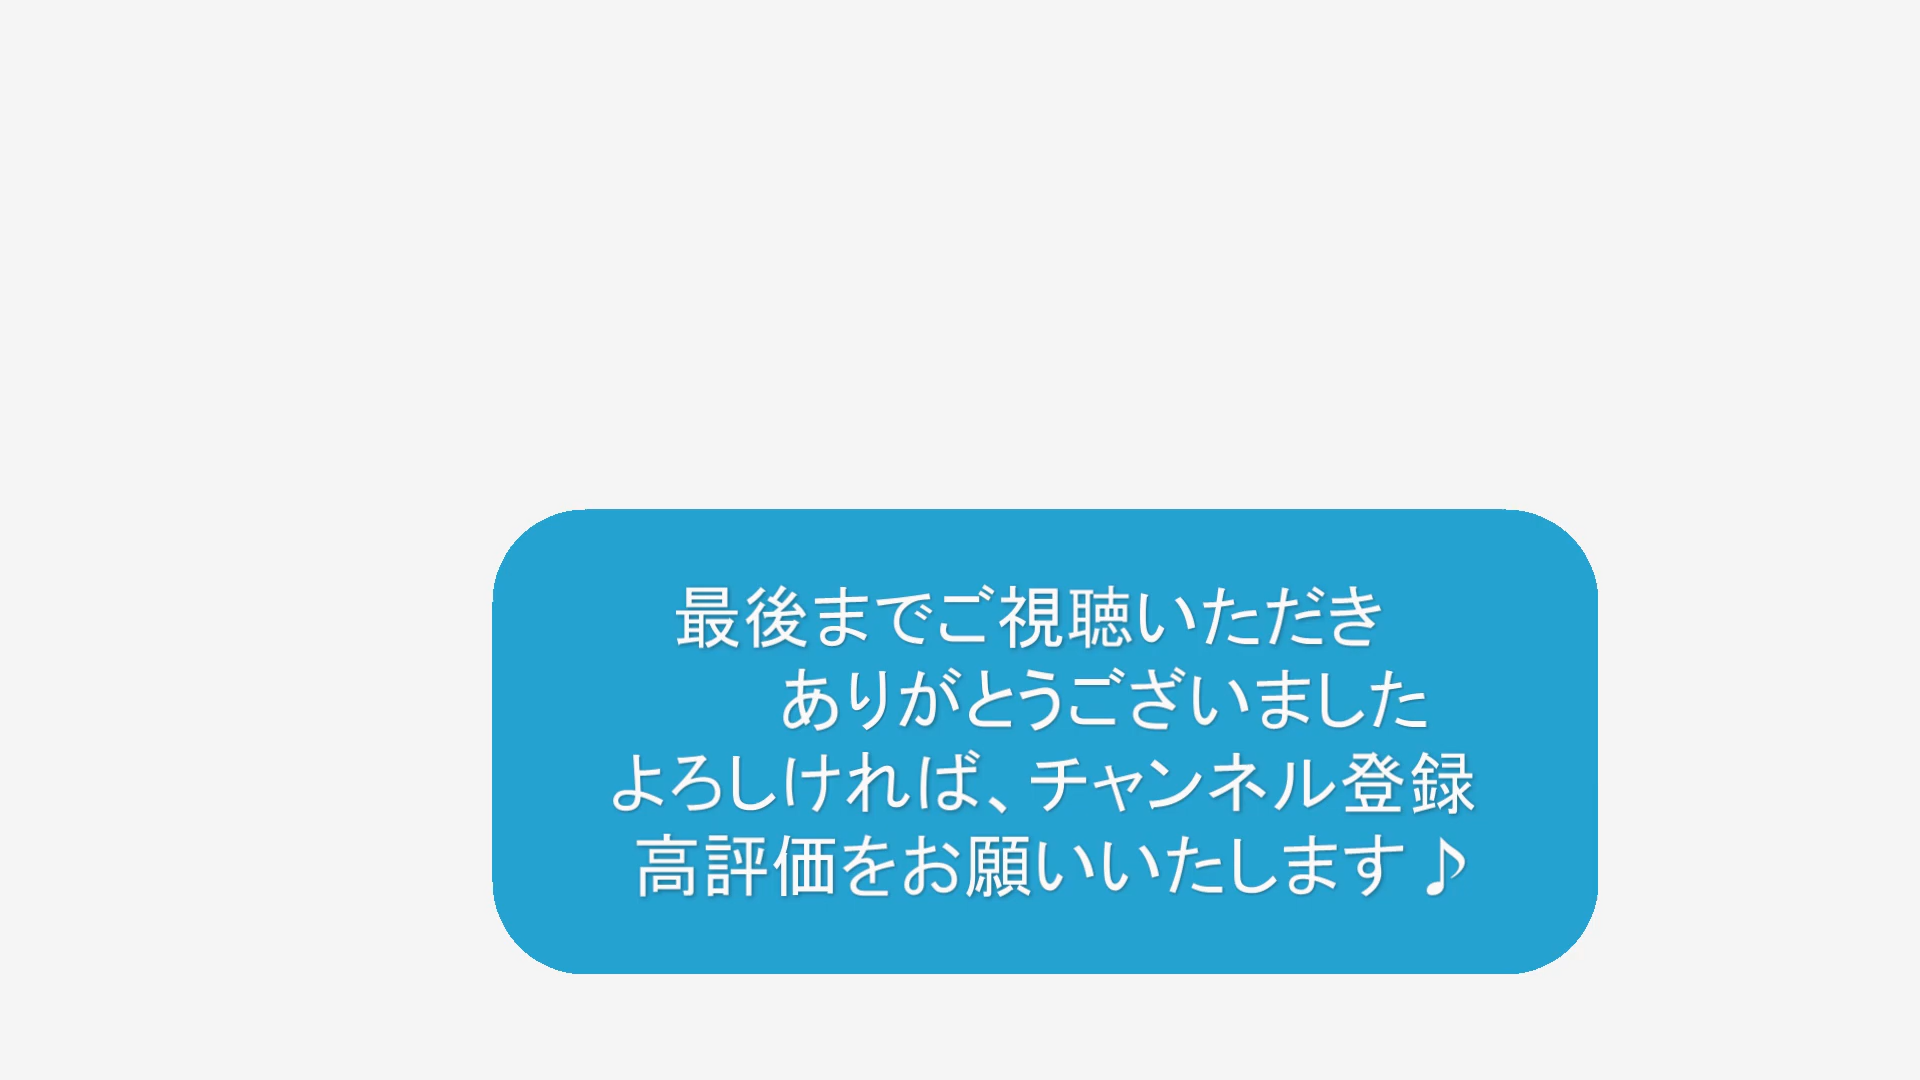 最後までご視聴いただき
ありがとうございました
よろしければ、チャンネル登録
高評価をお願いいたします♪